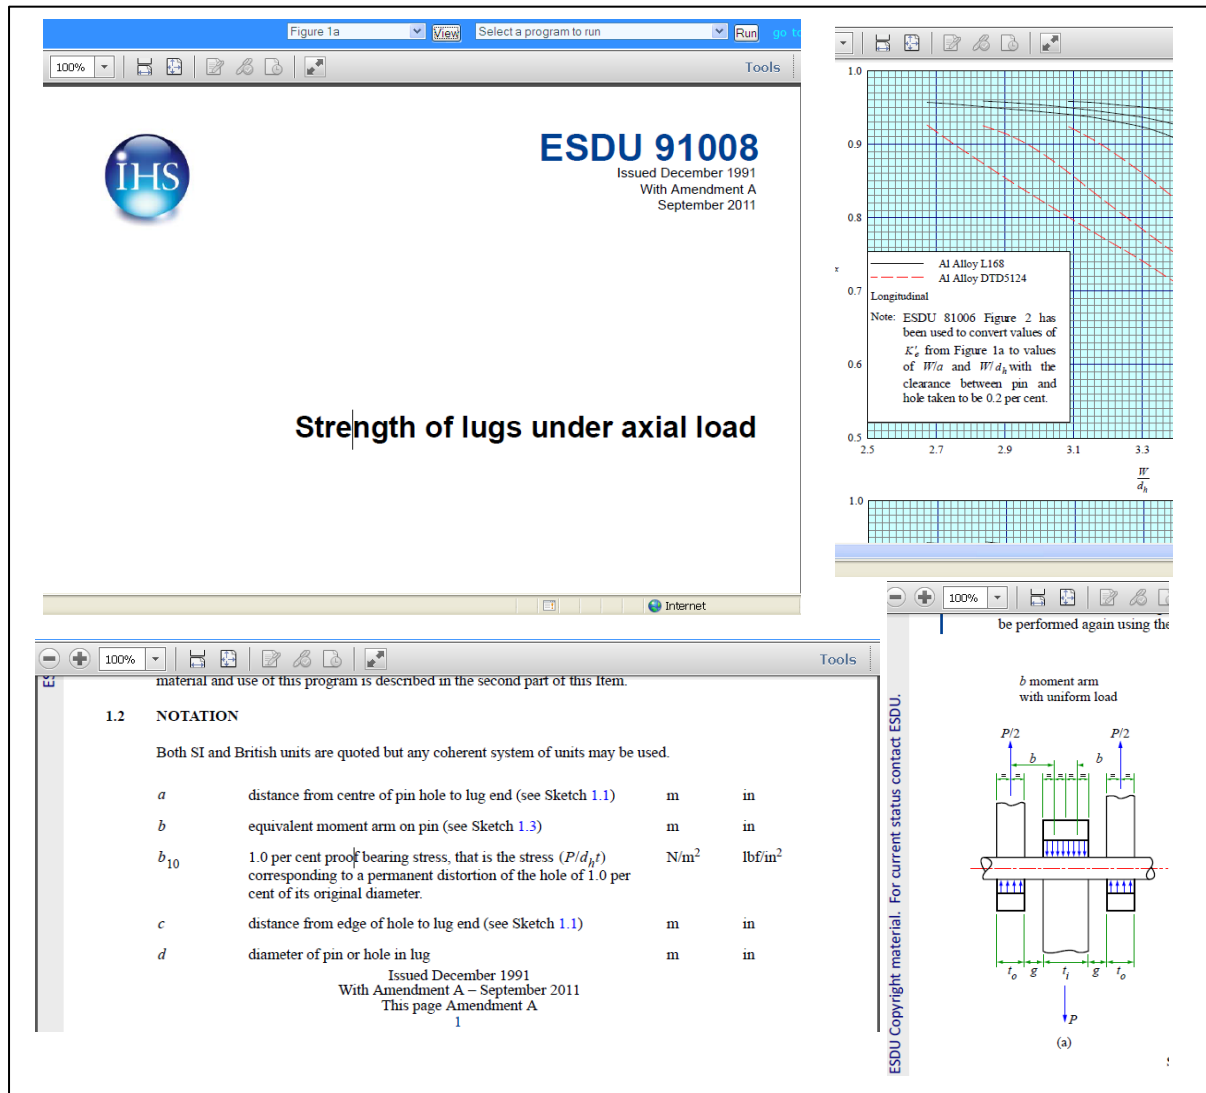 Figure 1a
View
Select a program to run
Run
go to
100%
Tools
IHS
ESDU 91008
Issued December 1991
With Amendment A
September 2011
Strength of lugs under axial load
Internet
1.0
0.9
0.8
0.7
0.6
0.5
Al Alloy L168
Al Alloy DTD5124
Longitudinal
Note: ESDU 81006 Figure 2 has
been used to convert values of
K'e from Figure 1a to values
of W/a and W/dh with the
clearance between pin and
hole taken to be 0.2 per cent.
2.5 2.7 2.9 3.1 3.3
W
dh
1.0
100%
Tools
material and use of this program is described in the second part of this Item.
1.2 NOTATION
Both SI and British units are quoted but any coherent system of units may be used.
a distance from centre of pin hole to lug end (see Sketch 1.1) m in
b equivalent moment arm on pin (see Sketch 1.3) m in
b10 1.0 per cent proof bearing stress, that is the stress (P/dht) N/m2 lbf/in2
corresponding to a permanent distortion of the hole of 1.0 per
cent of its original diameter.
c distance from edge of hole to lug end (see Sketch 1.1) m in
d diameter of pin or hole in lug m in
Issued December 1991
With Amendment A – September 2011
This page Amendment A
1
100%
be performed again using the
ESDU Copyright material. For current status contact ESDU.
b moment arm
with uniform load
P/2 P/2
b b
= = = = = = = =
to g ti g to
P
(a)